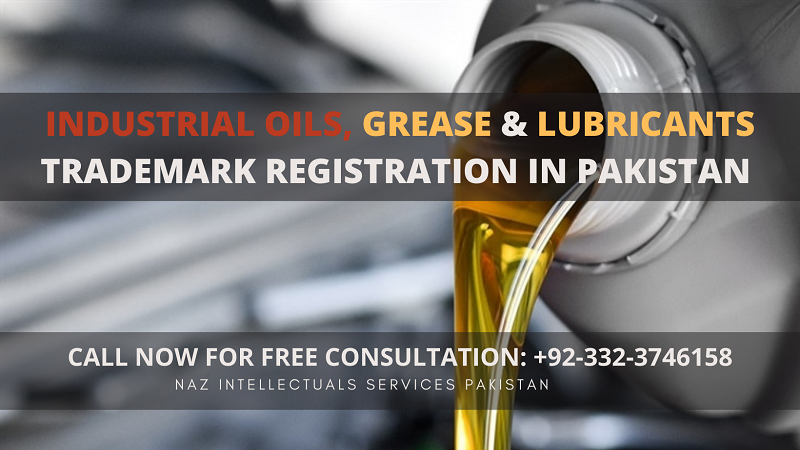 INDUSTRIAL OILS, GREASE & LUBRICANTS
TRADEMARK REGISTRATION IN PAKISTAN
CALL NOW FOR FREE CONSULTATION: +92-332-3746158
NAZ INTELLECTUALS SERVICES PAKISTAN